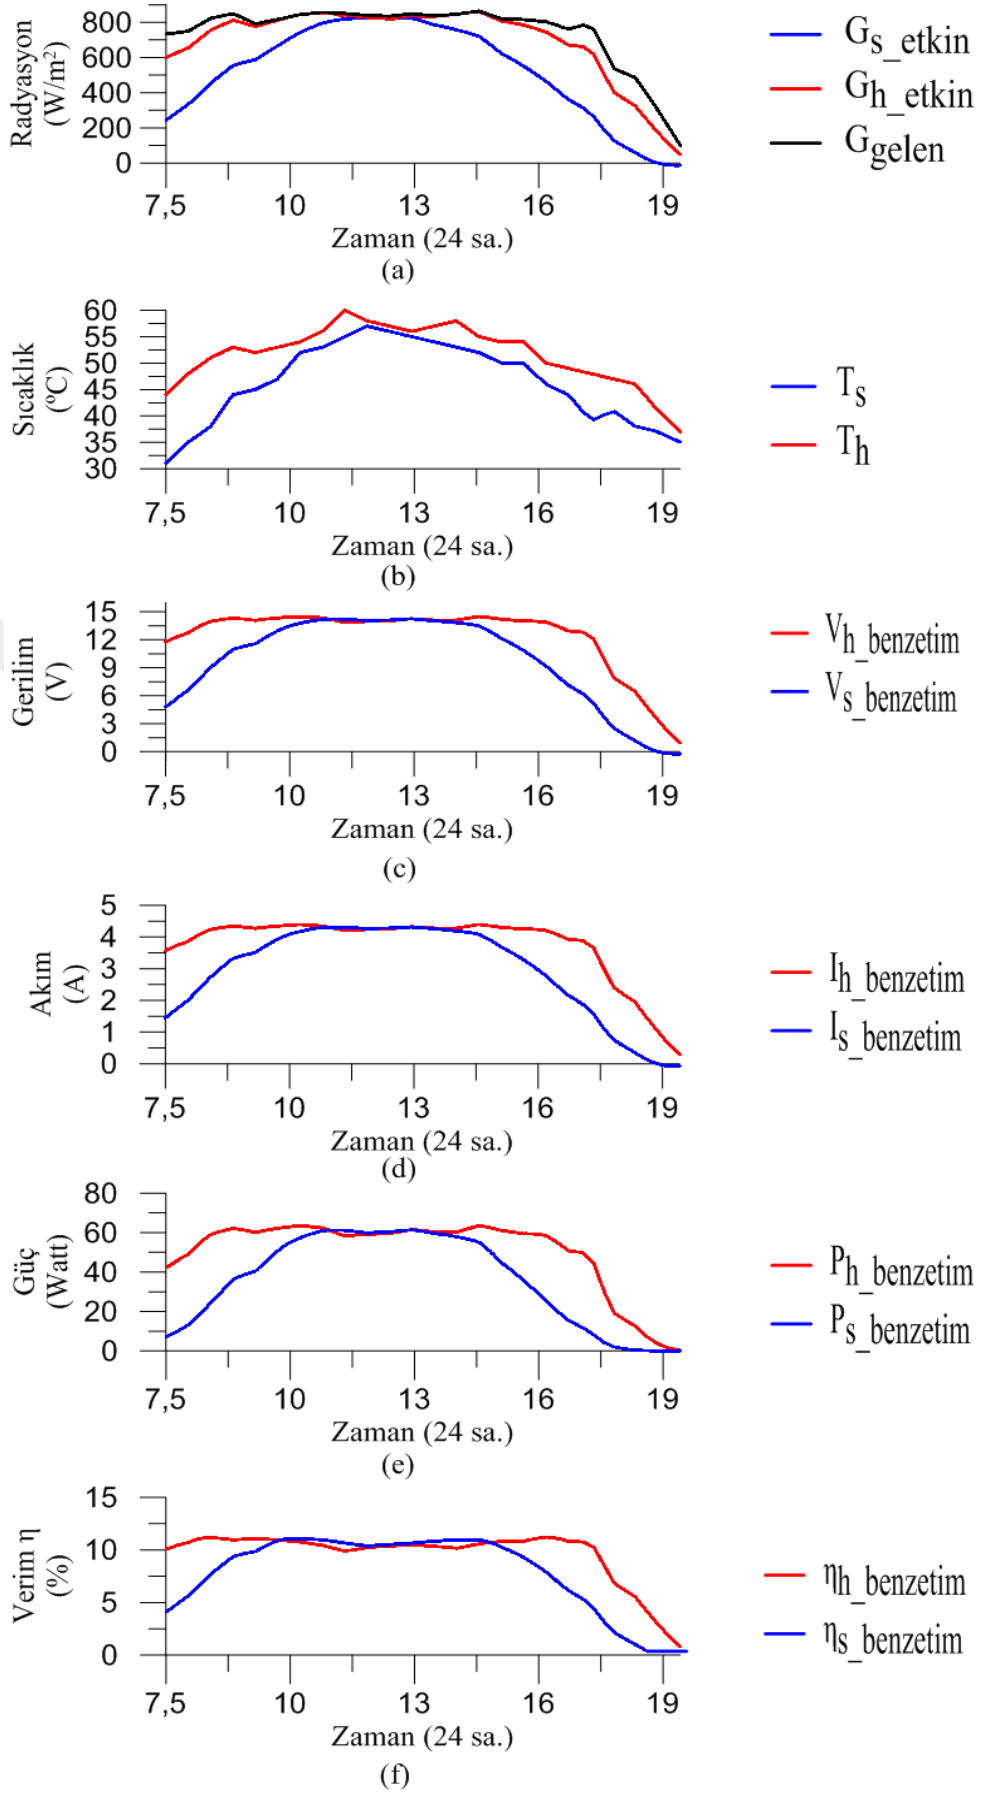 Radyasyon
(W/m²)
800
600
400
200
0
7,5 10 13 16 19
Zaman (24 sa.)
(a)
Gs_etkin
Gh_etkin
Ggelen
Sıcaklık
(ºC)
60
55
50
45
40
35
30
7,5 10 13 16 19
Zaman (24 sa.)
(b)
Ts
Th
Gerilim
(V)
15
12
9
6
3
0
7,5 10 13 16 19
Zaman (24 sa.)
(c)
Vh_benzetim
Vs_benzetim
Akım
(A)
5
4
3
2
1
0
7,5 10 13 16 19
Zaman (24 sa.)
(d)
Ih_benzetim
Is_benzetim
Güç
(Watt)
80
60
40
20
0
7,5 10 13 16 19
Zaman (24 sa.)
(e)
Ph_benzetim
Ps_benzetim
Verim η
(%)
15
10
5
0
7,5 10 13 16 19
Zaman (24 sa.)
(f)
ηh_benzetim
ηs_benzetim